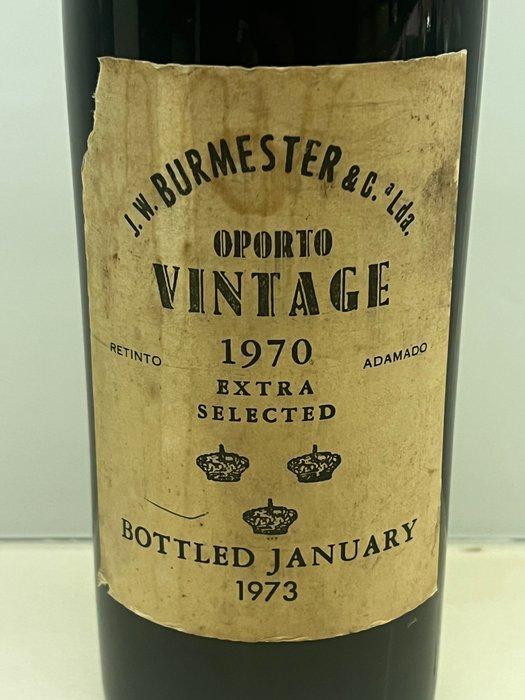 J. W. BURMESTER & C.ª Lda.
OPORTO
VINTAGE
RETINTO 1970 ADAMADO
EXTRA
SELECTED
BOTTLED JANUARY
1973